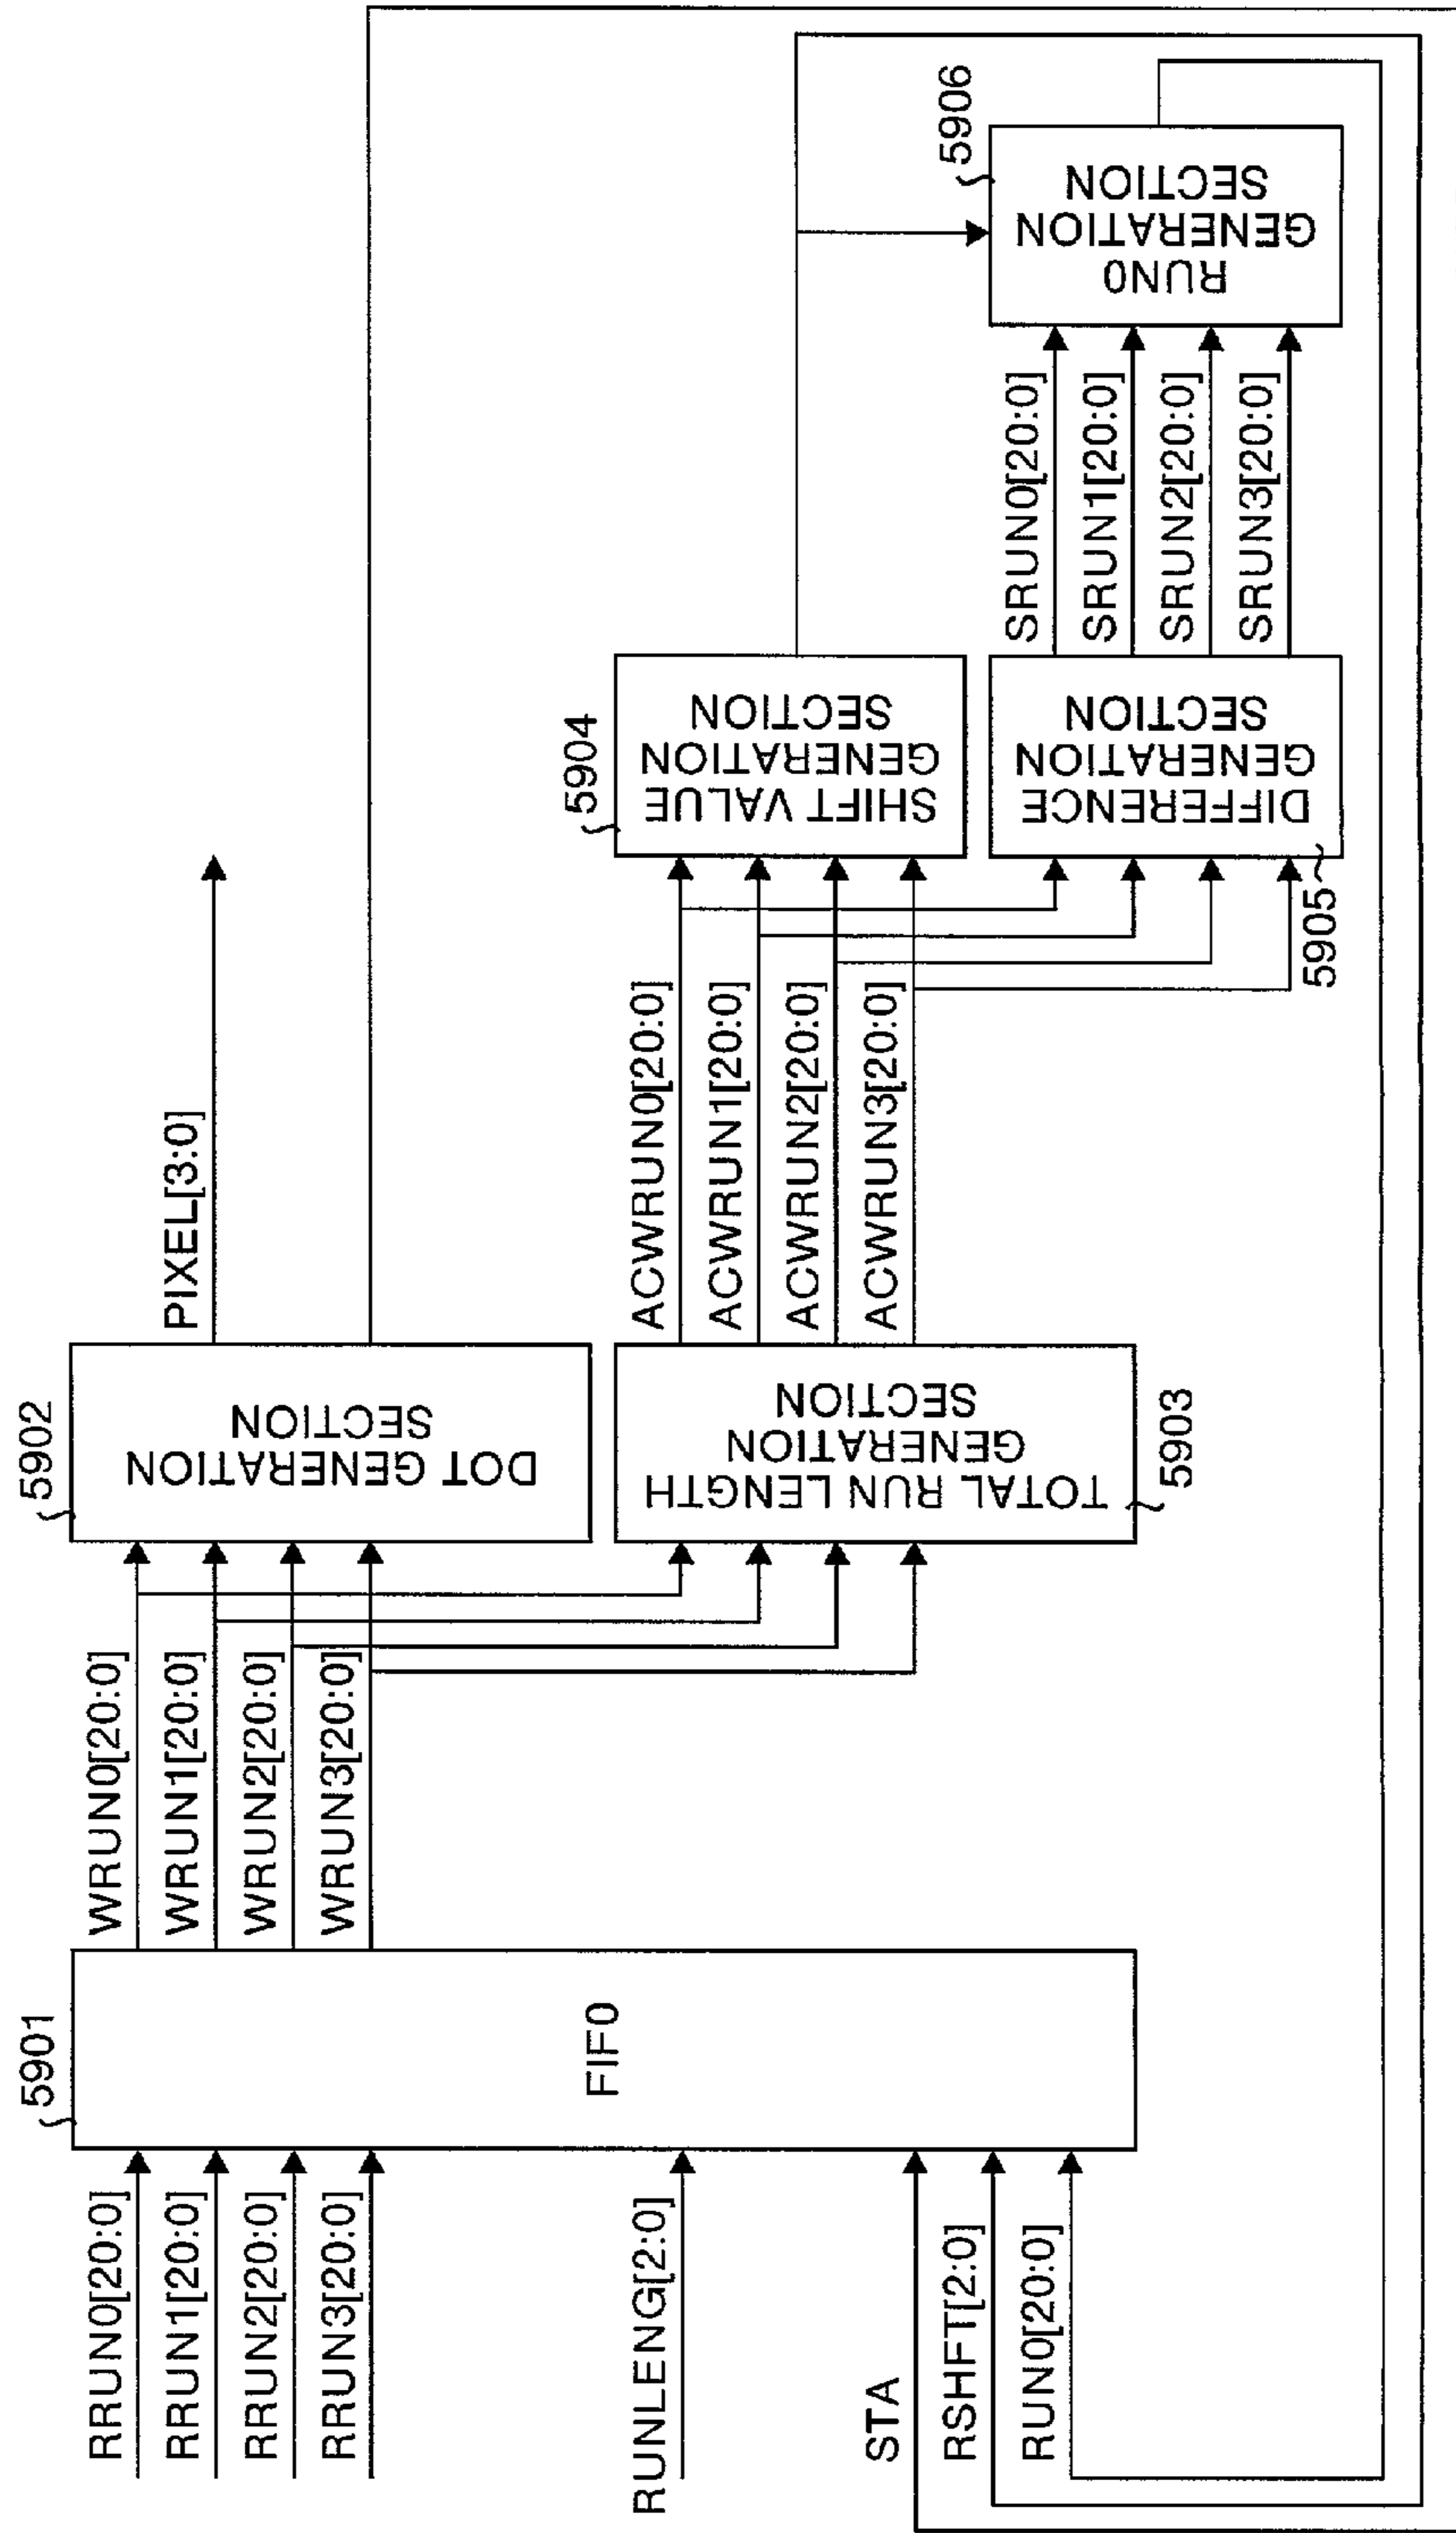 RRUN0[20:0]
RRUN1[20:0]
RRUN2[20:0]
RRUN3[20:0]
RUNLENG[2:0]
STA
RSHFT[2:0]
RUN0[20:0]
5901
FIFO
WRUN0[20:0]
WRUN1[20:0]
WRUN2[20:0]
WRUN3[20:0]
5902
DOT GENERATION
SECTION
TOTAL RUN LENGTH
GENERATION
SECTION
5903
PIXEL[3:0]
ACWRUN0[20:0]
ACWRUN1[20:0]
ACWRUN2[20:0]
ACWRUN3[20:0]
5904
SHIFT VALUE
GENERATION
SECTION
5905
DIFFERENCE
GENERATION
SECTION
SRUN0[20:0]
SRUN1[20:0]
SRUN2[20:0]
SRUN3[20:0]
5906
RUN0
GENERATION
SECTION